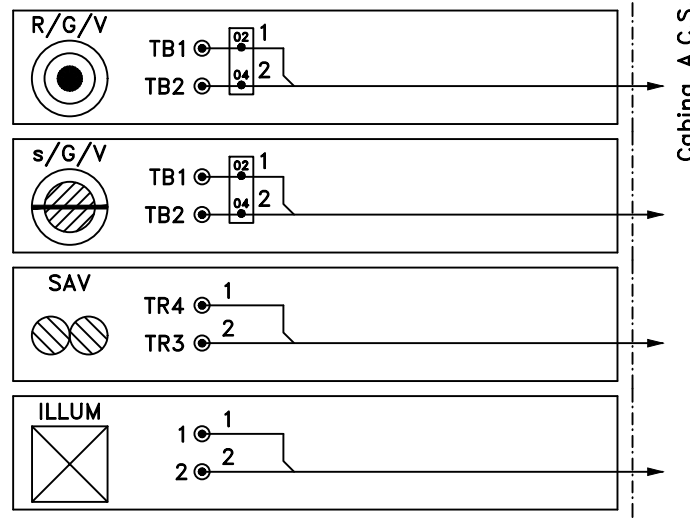 R/G/V
TB1 02 1
TB2 04 2
s/G/V
TB1 02 1
TB2 04 2
SAV
TR4 1
TR3 2
ILLUM
1 1
2 2
Cabing A.C.S